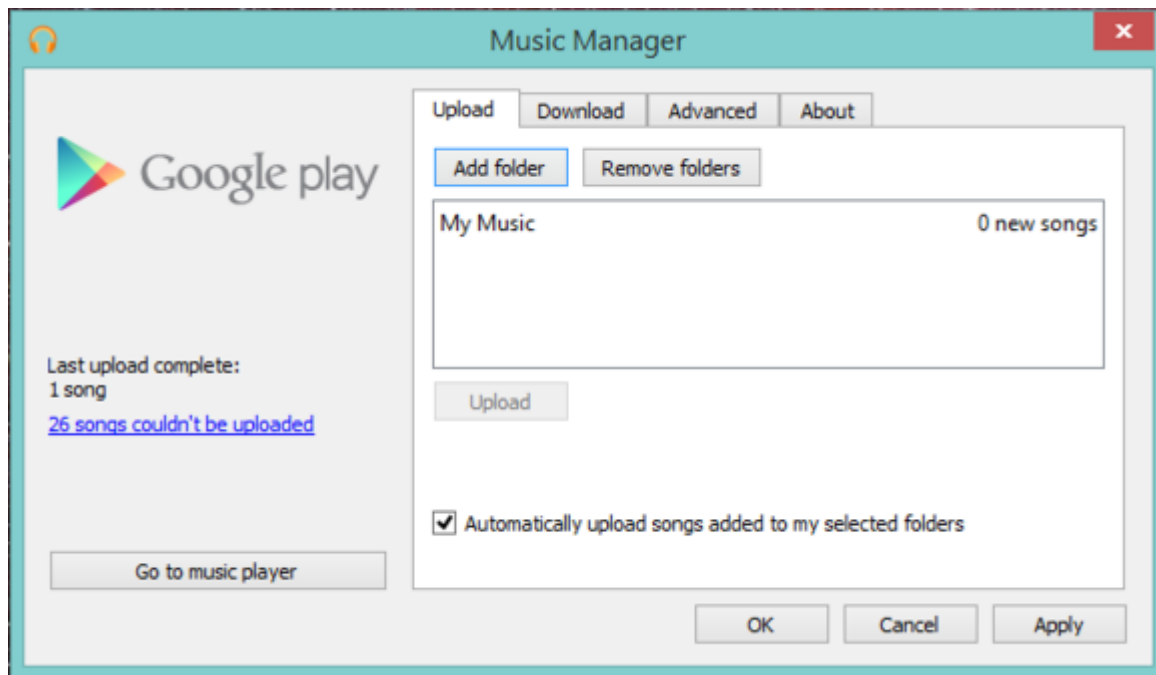 Music Manager
Upload Download Advanced About
Google play
Add folder Remove folders
My Music 0 new songs
Last upload complete:
1 song
26 songs couldn't be uploaded
Upload
Automatically upload songs added to my selected folders
Go to music player
OK Cancel Apply